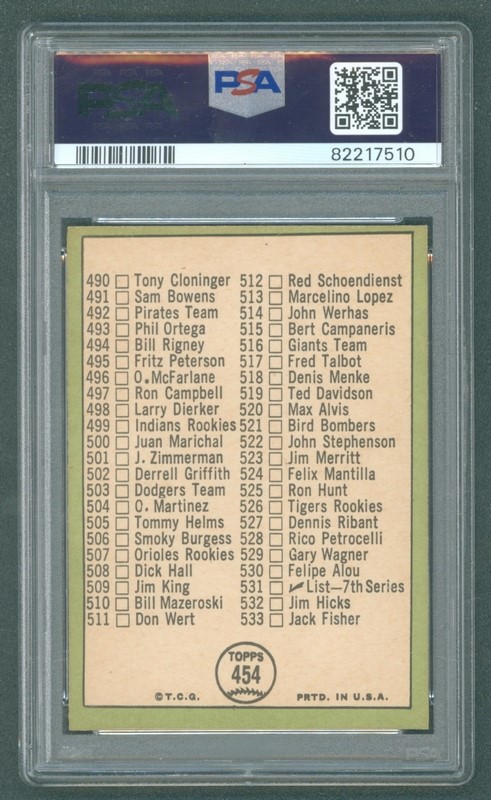 PSA
PSA
82217510
490 Tony Cloninger
491 Sam Bowens
492 Pirates Team
493 Phil Ortega
494 Bill Rigney
495 Fritz Peterson
496 O. McFarlane
497 Ron Campbell
498 Larry Dierker
499 Indians Rookies
500 Juan Marichal
501 J. Zimmerman
502 Derrell Griffith
503 Dodgers Team
504 O. Martinez
505 Tommy Helms
506 Smoky Burgess
507 Orioles Rookies
508 Dick Hall
509 Jim King
510 Bill Mazeroski
511 Don Wert
512 Red Schoendienst
513 Marcelino Lopez
514 John Werhas
515 Bert Campaneris
516 Giants Team
517 Fred Talbot
518 Denis Menke
519 Ted Davidson
520 Max Alvis
521 Bird Bombers
522 John Stephenson
523 Jim Merritt
524 Felix Mantilla
525 Ron Hunt
526 Tigers Rookies
527 Dennis Ribant
528 Rico Petrocelli
529 Gary Wagner
530 Felipe Alou
531 List—7th Series
532 Jim Hicks
533 Jack Fisher
TOPPS
454
© T.C.G.
PRTD. IN U.S.A.
PSA